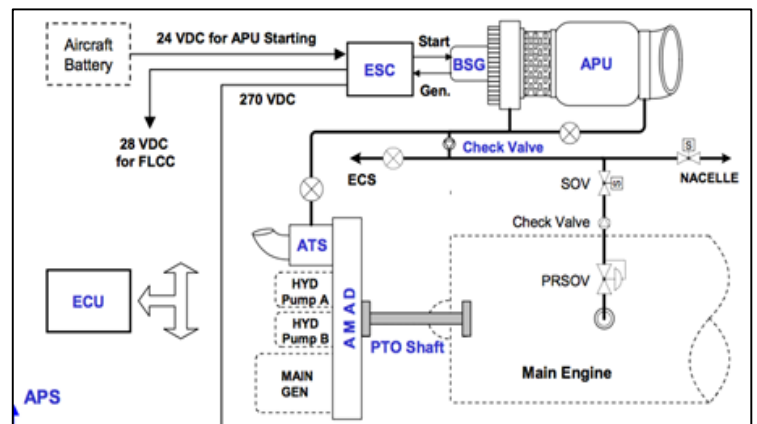 Aircraft
Battery
24 VDC for APU Starting
ESC
Start
Gen.
BSG
APU
270 VDC
28 VDC
for FLCC
Check Valve
ECS
S
NACELLE
SOV
S
Check Valve
ATS
PRSOV
ECU
HYD
Pump A
HYD
Pump B
MAIN
GEN
AMAD
PTO Shaft
Main Engine
APS